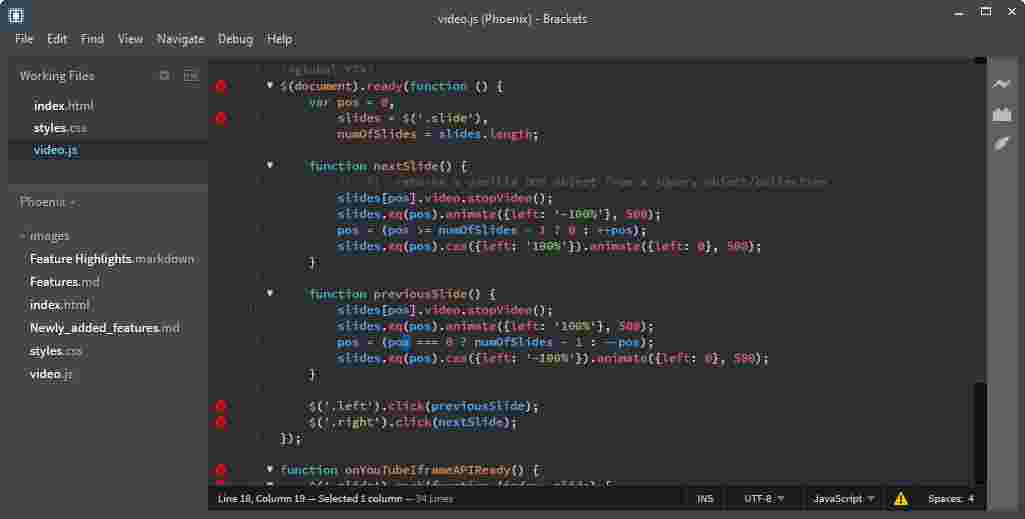 video.js (Phoenix) - Brackets
File Edit Find View Navigate Debug Help
Working Files
index.html
styles.css
video.js
Phoenix
images
Feature Highlights.markdown
Features.md
index.html
Newly_added_features.md
styles.css
video.js
$(document).ready(function () {
var pos = 0,
slides = $('.slide'),
numOfSlides = slides.length;
function nextSlide() {
slides[pos].video.stopVideo();
slides.eq(pos).animate({left: '-100%'}, 500);
pos = (pos >= numOfSlides - 1 ? 0 : ++pos);
slides.eq(pos).css({left: '100%'}).animate({left: 0}, 500);
}
function previousSlide() {
slides[pos].video.stopVideo();
slides.eq(pos).animate({left: '100%'}, 500);
pos = (pos === 0 ? numOfSlides - 1 : --pos);
slides.eq(pos).css({left: '-100%'}).animate({left: 0}, 500);
}
$('.left').click(previousSlide);
$('.right').click(nextSlide);
});
function onYouTubeIframeAPIReady() {
Line 18, Column 19 — Selected 1 column — 34 Lines INS UTF-8 JavaScript Spaces: 4